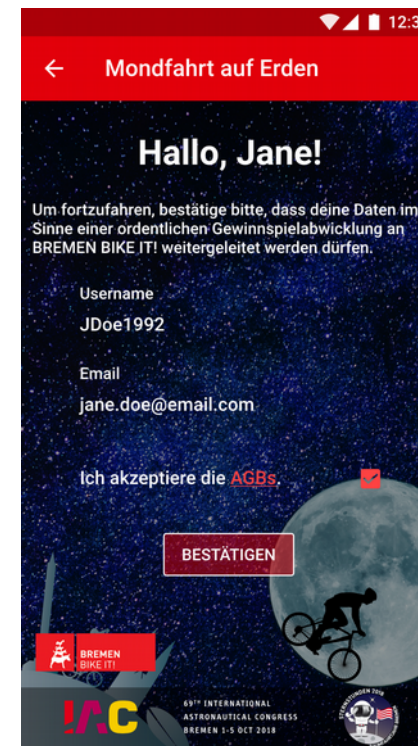 12:3
Mondfahrt auf Erden
Hallo, Jane!
Um fortzufahren, bestätige bitte, dass deine Daten im
Sinne einer ordentlichen Gewinnspielabwicklung an
BREMEN BIKE IT! weitergeleitet werden dürfen.
Username
JDoe1992
Email
jane.doe@email.com
Ich akzeptiere die AGBs.
BESTÄTIGEN
BREMEN
BIKE IT!
IAC
69TH INTERNATIONAL
ASTRONAUTICAL CONGRESS
BREMEN 1-5 OCT 2018
STERNSTUNDEN 2018